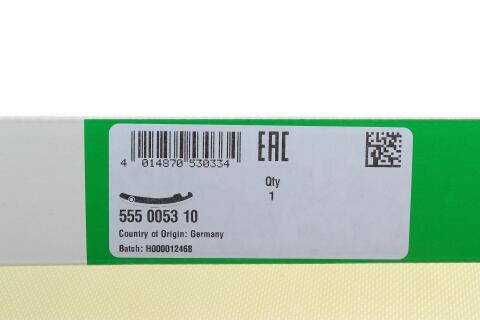 EAC
4 014870 530334
Qty
1
555 0053 10
Country of Origin: Germany
Batch: H000012468